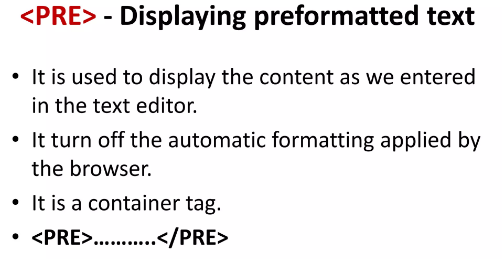 <PRE> - Displaying preformatted text
• It is used to display the content as we entered
in the text editor.
• It turn off the automatic formatting applied by
the browser.
• It is a container tag.
• <PRE>...........</PRE>